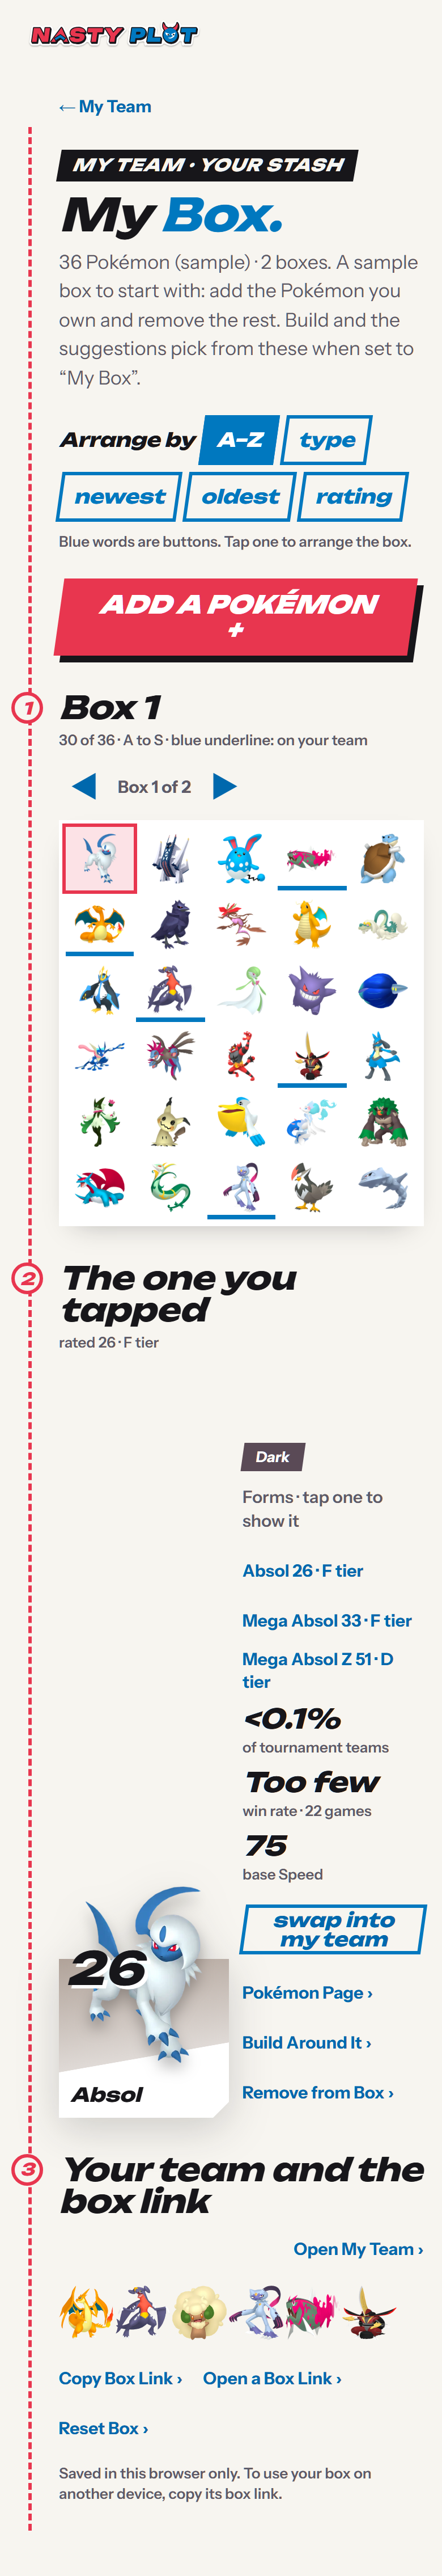 NASTY PLOT
← My Team
MY TEAM · YOUR STASH
My Box.
36 Pokémon (sample) · 2 boxes. A sample
box to start with: add the Pokémon you
own and remove the rest. Build and the
suggestions pick from these when set to
“My Box”.
Arrange by A–Z type
newest oldest rating
Blue words are buttons. Tap one to arrange the box.
ADD A POKÉMON
+
1 Box 1
30 of 36 · A to S · blue underline: on your team
Box 1 of 2
2 The one you
tapped
rated 26 · F tier
Dark
Forms · tap one to
show it
Absol 26 · F tier
Mega Absol 33 · F tier
Mega Absol Z 51 · D
tier
<0.1%
of tournament teams
Too few
win rate · 22 games
75
base Speed
swap into
my team
Pokémon Page ›
Build Around It ›
Remove from Box ›
26
Absol
3 Your team and the
box link
Open My Team ›
Copy Box Link › Open a Box Link ›
Reset Box ›
Saved in this browser only. To use your box on
another device, copy its box link.